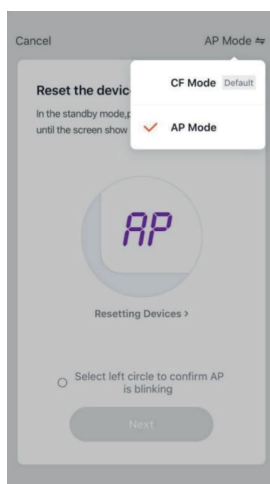 Cancel
AP Mode ⇋
CF Mode Default
AP Mode
Reset the devic
In the standby mode,p
until the screen show
AP
Resetting Devices >
Select left circle to confirm AP
is blinking
Next